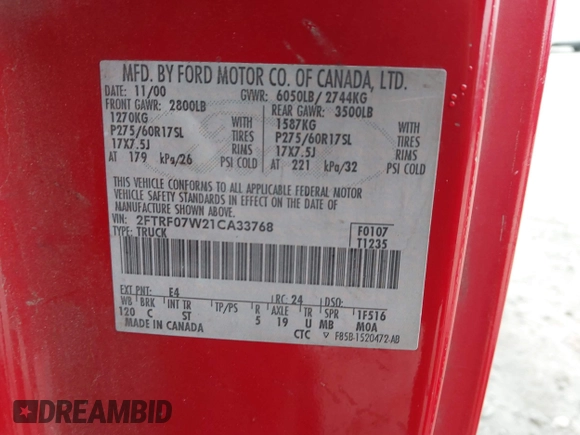 MFD. BY FORD MOTOR CO. OF CANADA, LTD.
DATE: 11/00 GVWR: 6050LB/ 2744KG
FRONT GAWR: 2800LB REAR GAWR: 3500LB
1270KG WITH 1587KG WITH
P275/60R17SL TIRES P275/60R17SL TIRES
17X7.5J RIMS 17X7.5J RIMS
AT 179 kPa/26 PSI COLD AT 221 kPa/32 PSI COLD
THIS VEHICLE CONFORMS TO ALL APPLICABLE FEDERAL MOTOR
VEHICLE SAFETY STANDARDS IN EFFECT ON THE DATE OF
MANUFACTURE SHOWN ABOVE.
VIN: 2FTRF07W21CA33768 F0107
TYPE: TRUCK T1235
EXT PNT: E4 RC: 24 DSO:
WB BRK INT TR TP/PS R AXLE TR SPR 1F516
120 C ST 5 19 U MB M0A
MADE IN CANADA CTC F85B-1520472-AB
DREAMBID